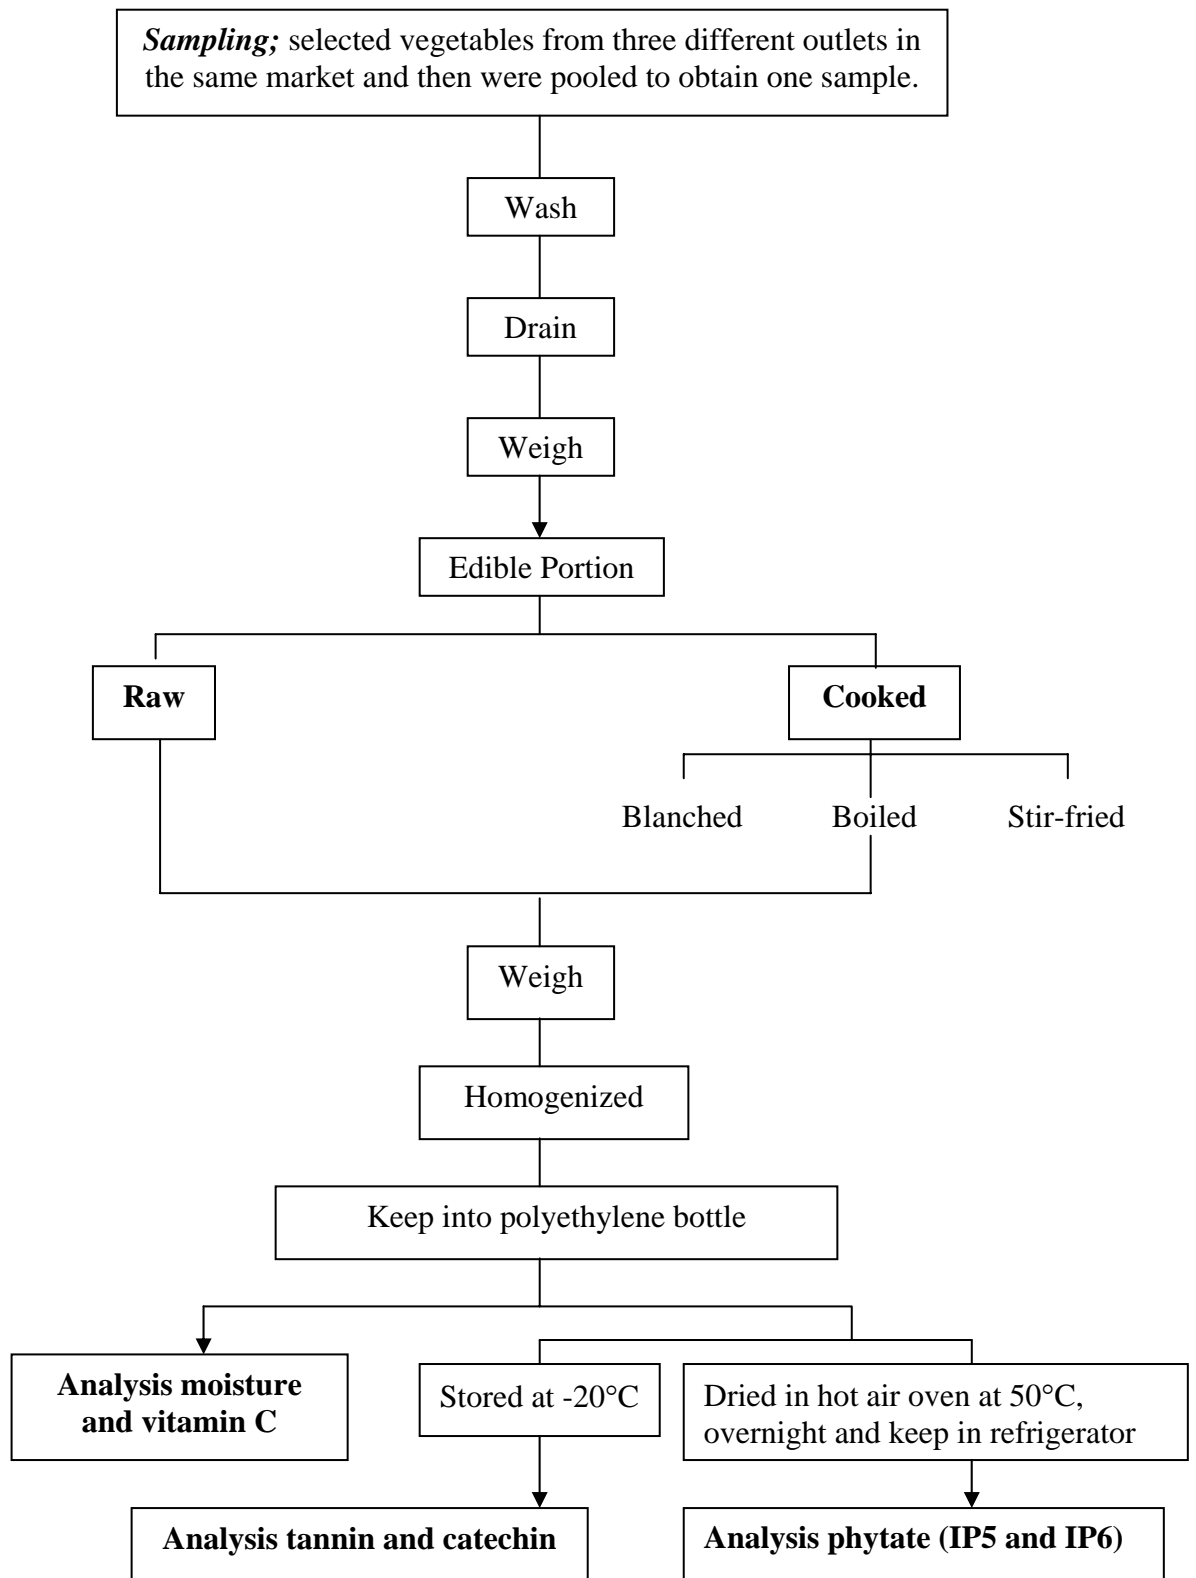 Sampling; selected vegetables from three different outlets in
the same market and then were pooled to obtain one sample.
Wash
Drain
Weigh
Edible Portion
Raw
Cooked
Blanched
Boiled
Stir-fried
Weigh
Homogenized
Keep into polyethylene bottle
Analysis moisture
and vitamin C
Stored at -20°C
Dried in hot air oven at 50°C,
overnight and keep in refrigerator
Analysis tannin and catechin
Analysis phytate (IP5 and IP6)